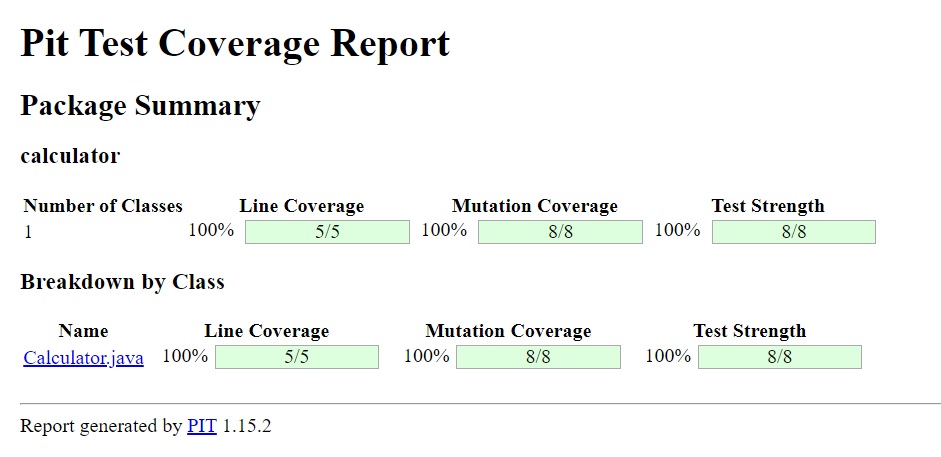 Pit Test Coverage Report
Package Summary
calculator
Number of Classes Line Coverage Mutation Coverage Test Strength
1 100% 5/5 100% 8/8 100% 8/8
Breakdown by Class
Name Line Coverage Mutation Coverage Test Strength
Calculator.java 100% 5/5 100% 8/8 100% 8/8
Report generated by PIT 1.15.2